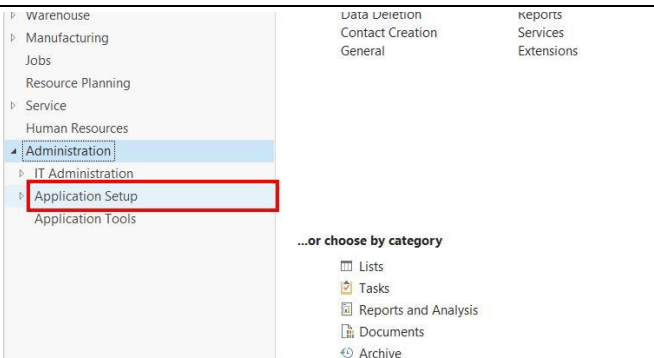 Warehouse
Manufacturing
Jobs
Resource Planning
Service
Human Resources
Administration
IT Administration
Application Setup
Application Tools
Data Deletion
Reports
Contact Creation
Services
General
Extensions
...or choose by category
Lists
Tasks
Reports and Analysis
Documents
Archive